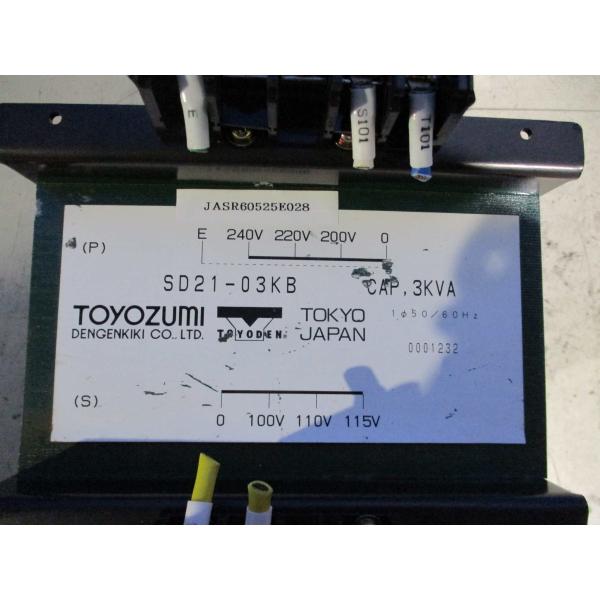 E
S101
T101
JASR60525E028
(P)
E 240V 220V 200V 0
SD21-03KB CAP, 3KVA
TOYOZUMI
DENGENKIKI CO., LTD.
TOYODEN
TOKYO
JAPAN
1φ50/60Hz
0001232
(S)
0 100V 110V 115V